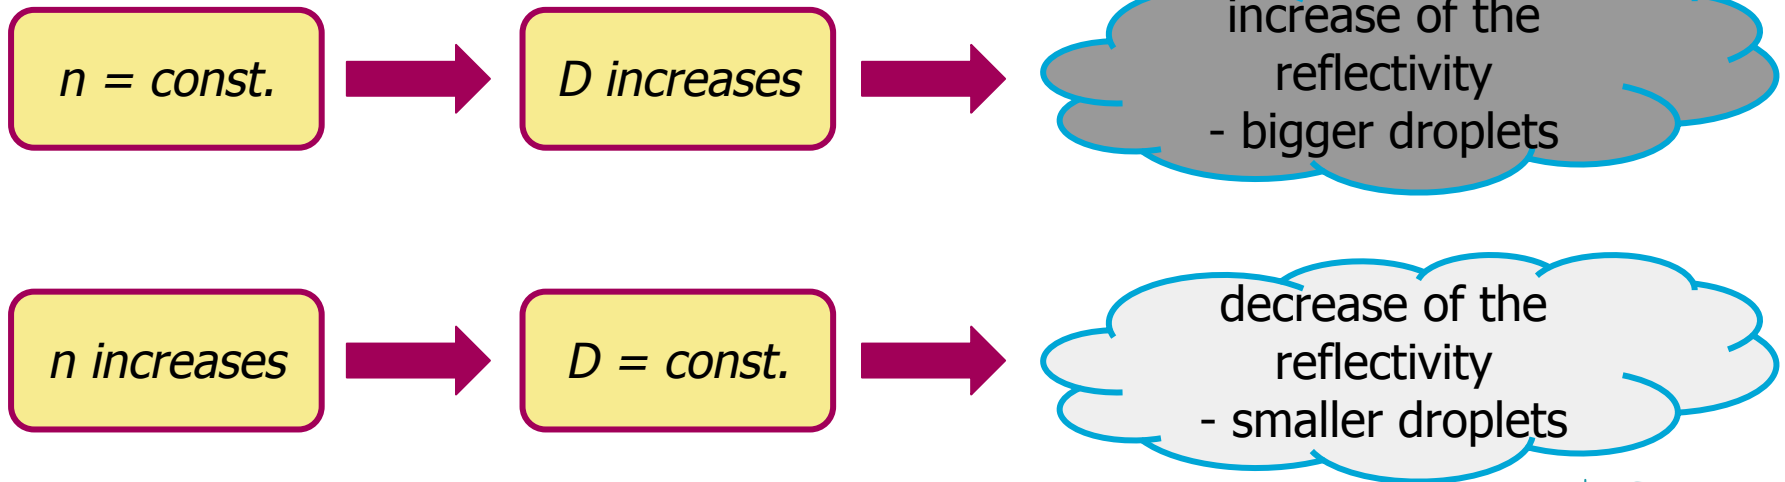 n = const.
D increases
increase of the
reflectivity
- bigger droplets
n increases
D = const.
decrease of the
reflectivity
- smaller droplets